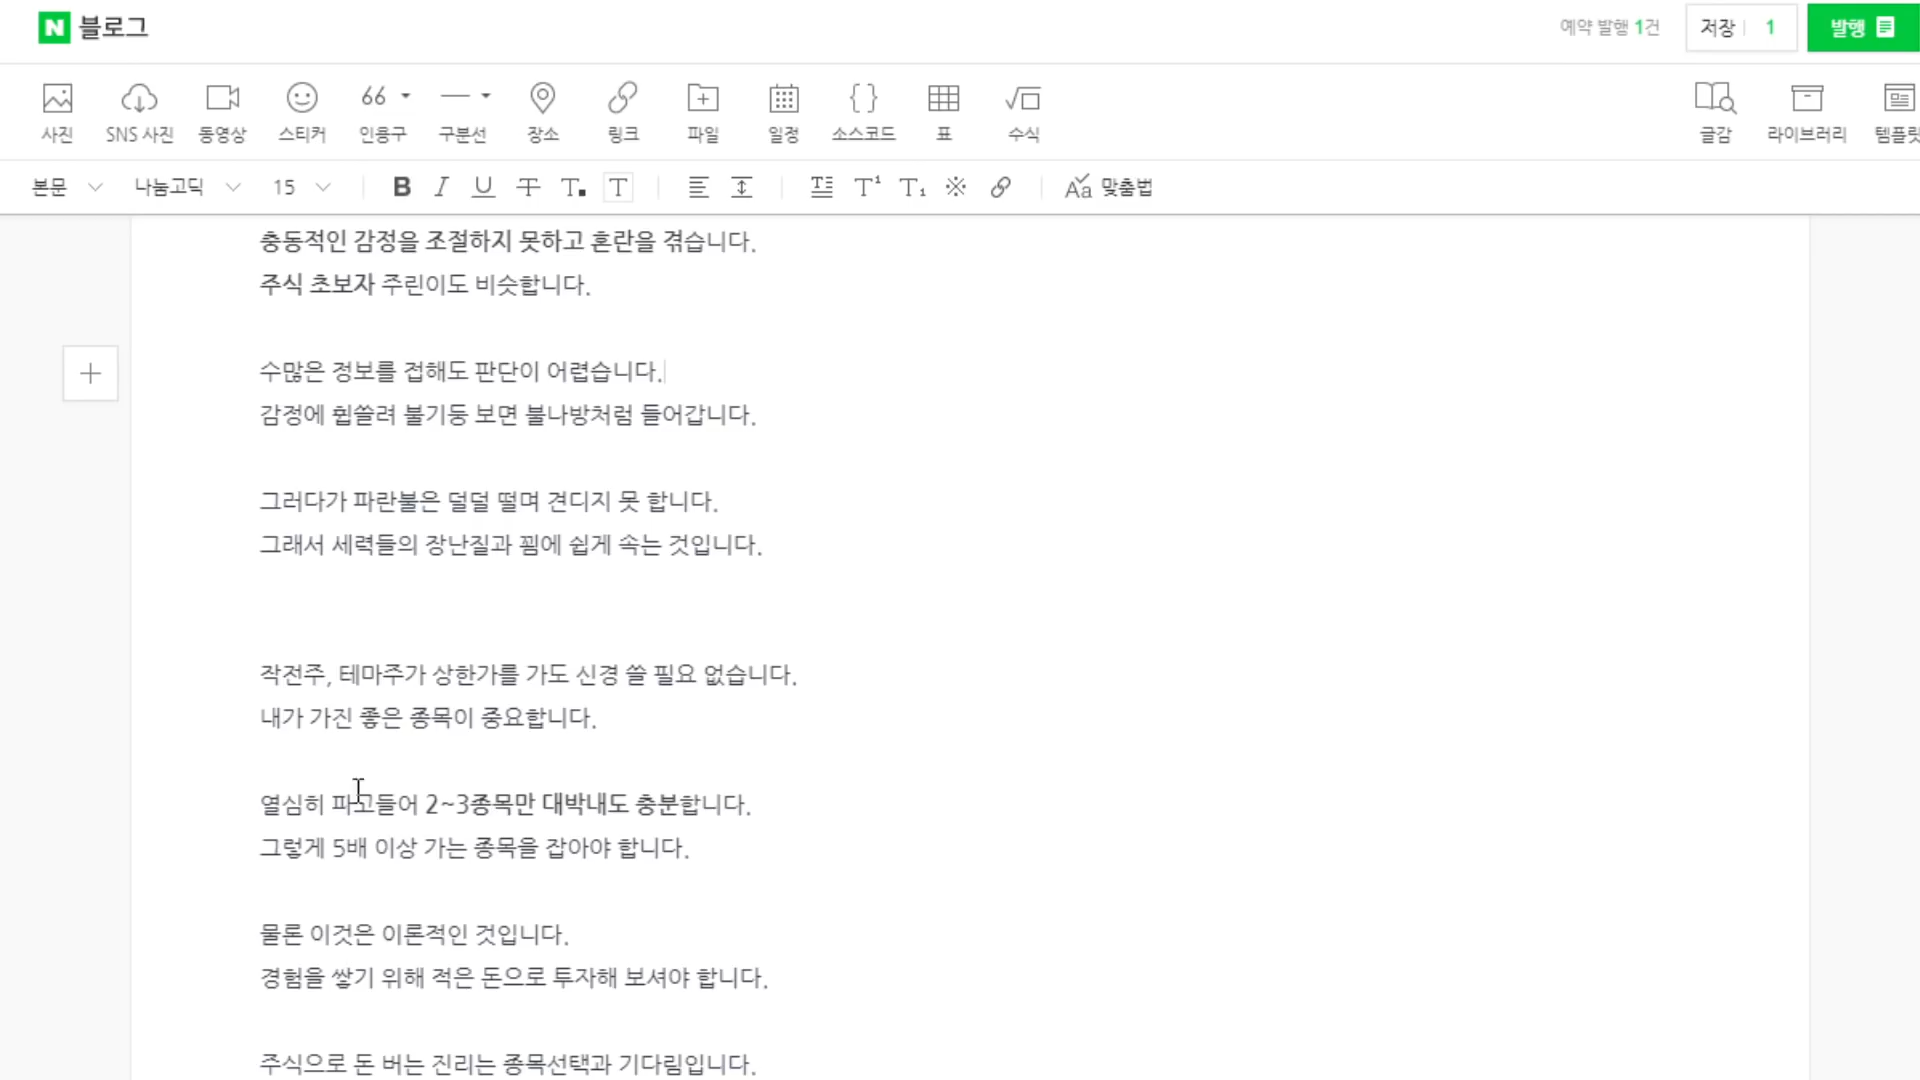 N 블로그
예약 발행 1건
저장 1
발행
사진
SNS 사진
동영상
스티커
66 인용구
구분선
장소
링크
파일
일정
소스코드
표
수식
글감
라이브러리
템플릿
본문 나눔고딕 15 B I U T T. T T¹ T₁ ※ 맞춤법
충동적인 감정을 조절하지 못하고 혼란을 겪습니다.
주식 초보자 주린이도 비슷합니다.
수많은 정보를 접해도 판단이 어렵습니다.
감정에 휩쓸려 불기둥 보면 불나방처럼 들어갑니다.
그러다가 파란불은 덜덜 떨며 견디지 못 합니다.
그래서 세력들의 장난질과 꾐에 쉽게 속는 것입니다.
작전주, 테마주가 상한가를 가도 신경 쓸 필요 없습니다.
내가 가진 좋은 종목이 중요합니다.
열심히 파고들어 2~3종목만 대박내도 충분합니다.
그렇게 5배 이상 가는 종목을 잡아야 합니다.
물론 이것은 이론적인 것입니다.
경험을 쌓기 위해 적은 돈으로 투자해 보셔야 합니다.
주식으로 돈 버는 진리는 종목선택과 기다림입니다.